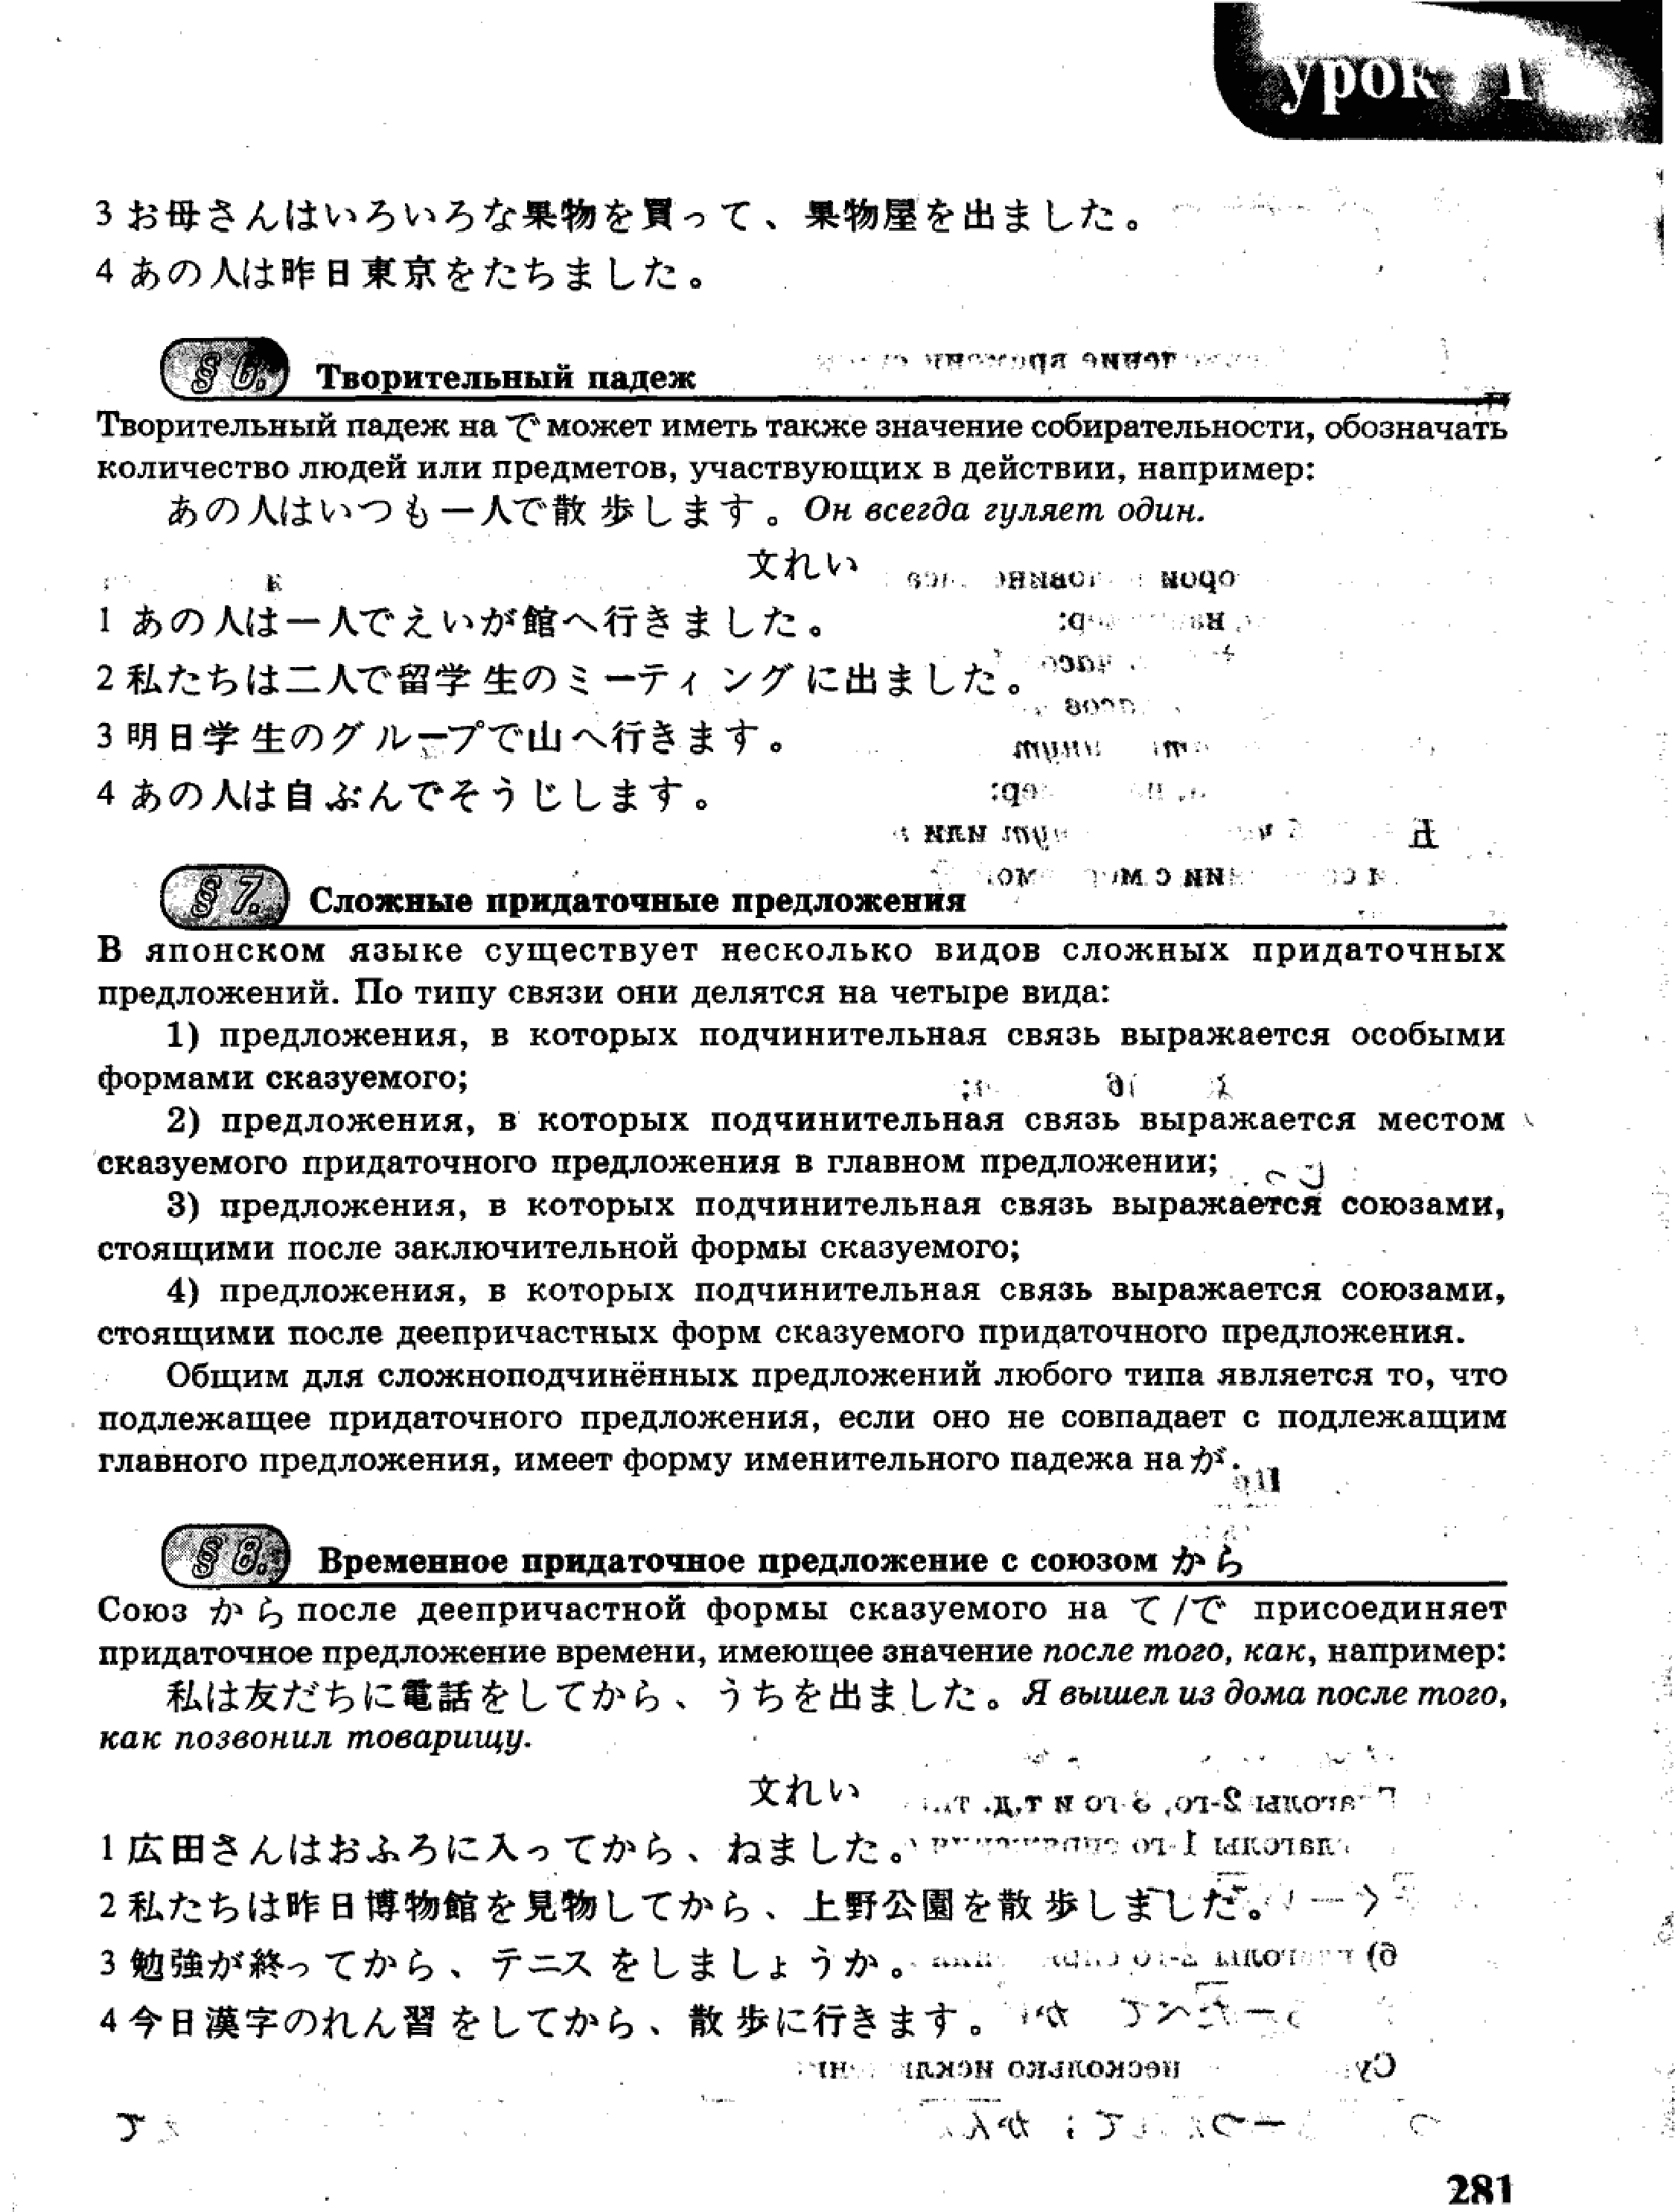 урок 1
3 お母さんはいろいろな果物を買って、果物屋を出ました。
4 あの人は昨日東京をたちました。
§ 6. Творительный падеж
Творительный падеж на で может иметь также значение собирательности, обозначать
количество людей или предметов, участвующих в действии, например:
あの人はいつも一人で散歩します。Он всегда гуляет один.
文れい
1 あの人は一人でえいが館へ行きました。
2 私たちは二人で留学生のミーティングに出ました。
3 明日学生のグループで山へ行きます。
4 あの人は自ぶんでそうじします。
§ 7. Сложные придаточные предложения
В японском языке существует несколько видов сложных придаточных
предложений. По типу связи они делятся на четыре вида:
1) предложения, в которых подчинительная связь выражается особыми
формами сказуемого;
2) предложения, в которых подчинительная связь выражается местом
сказуемого придаточного предложения в главном предложении;
3) предложения, в которых подчинительная связь выражается союзами,
стоящими после заключительной формы сказуемого;
4) предложения, в которых подчинительная связь выражается союзами,
стоящими после деепричастных форм сказуемого придаточного предложения.
Общим для сложноподчинённых предложений любого типа является то, что
подлежащее придаточного предложения, если оно не совпадает с подлежащим
главного предложения, имеет форму именительного падежа на が.
§ 8. Временное придаточное предложение с союзом から
Союз から после деепричастной формы сказуемого на て/で присоединяет
придаточное предложение времени, имеющее значение после того, как, например:
私は友だちに電話をしてから、うちを出ました。Я вышел из дома после того,
как позвонил товарищу.
文れい
1 広田さんはおふろに入ってから、ねました。
2 私たちは昨日博物館を見物してから、上野公園を散歩しました。
3 勉強が終ってから、テニスをしましょうか。
4 今日漢字のれん習をしてから、散歩に行きます。
281